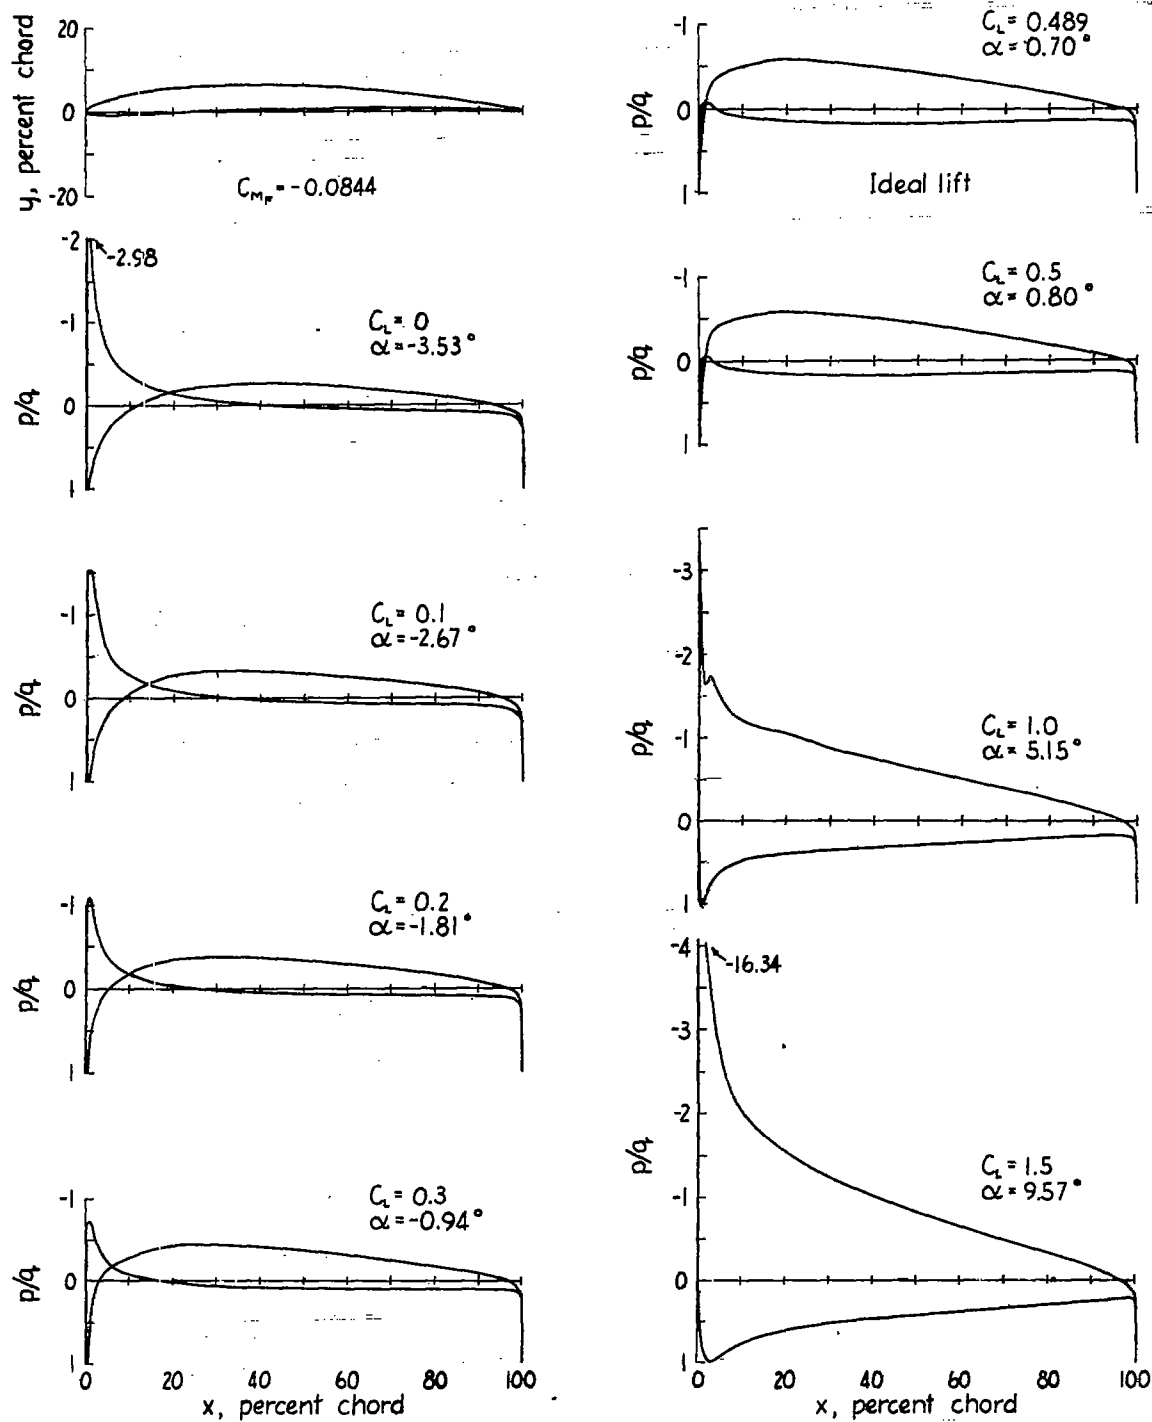 y, percent chord
20
0
-20
C_MF = -0.0844
p/q
-2
-1
0
1
-2.98
C_L = 0
α = -3.53°
p/q
-1
0
1
C_L = 0.1
α = -2.67°
p/q
-1
0
1
C_L = 0.2
α = -1.81°
p/q
-1
0
1
C_L = 0.3
α = -0.94°
0 20 40 60 80 100
x, percent chord
p/q
-1
0
1
C_L = 0.489
α = 0.70°
Ideal lift
p/q
-1
0
1
C_L = 0.5
α = 0.80°
p/q
-3
-2
-1
0
1
C_L = 1.0
α = 5.15°
p/q
-4
-3
-2
-1
0
1
-16.34
C_L = 1.5
α = 9.57°
0 20 40 60 80 100
x, percent chord